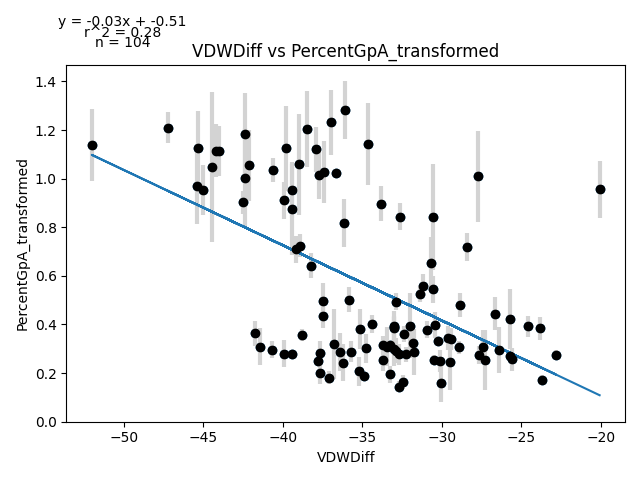 y = -0.03x + -0.51
r^2 = 0.28
n = 104
VDWDiff vs PercentGpA_transformed
1.4
1.2
1.0
0.8
0.6
0.4
0.2
0.0
PercentGpA_transformed
−50 −45 −40 −35 −30 −25 −20
VDWDiff